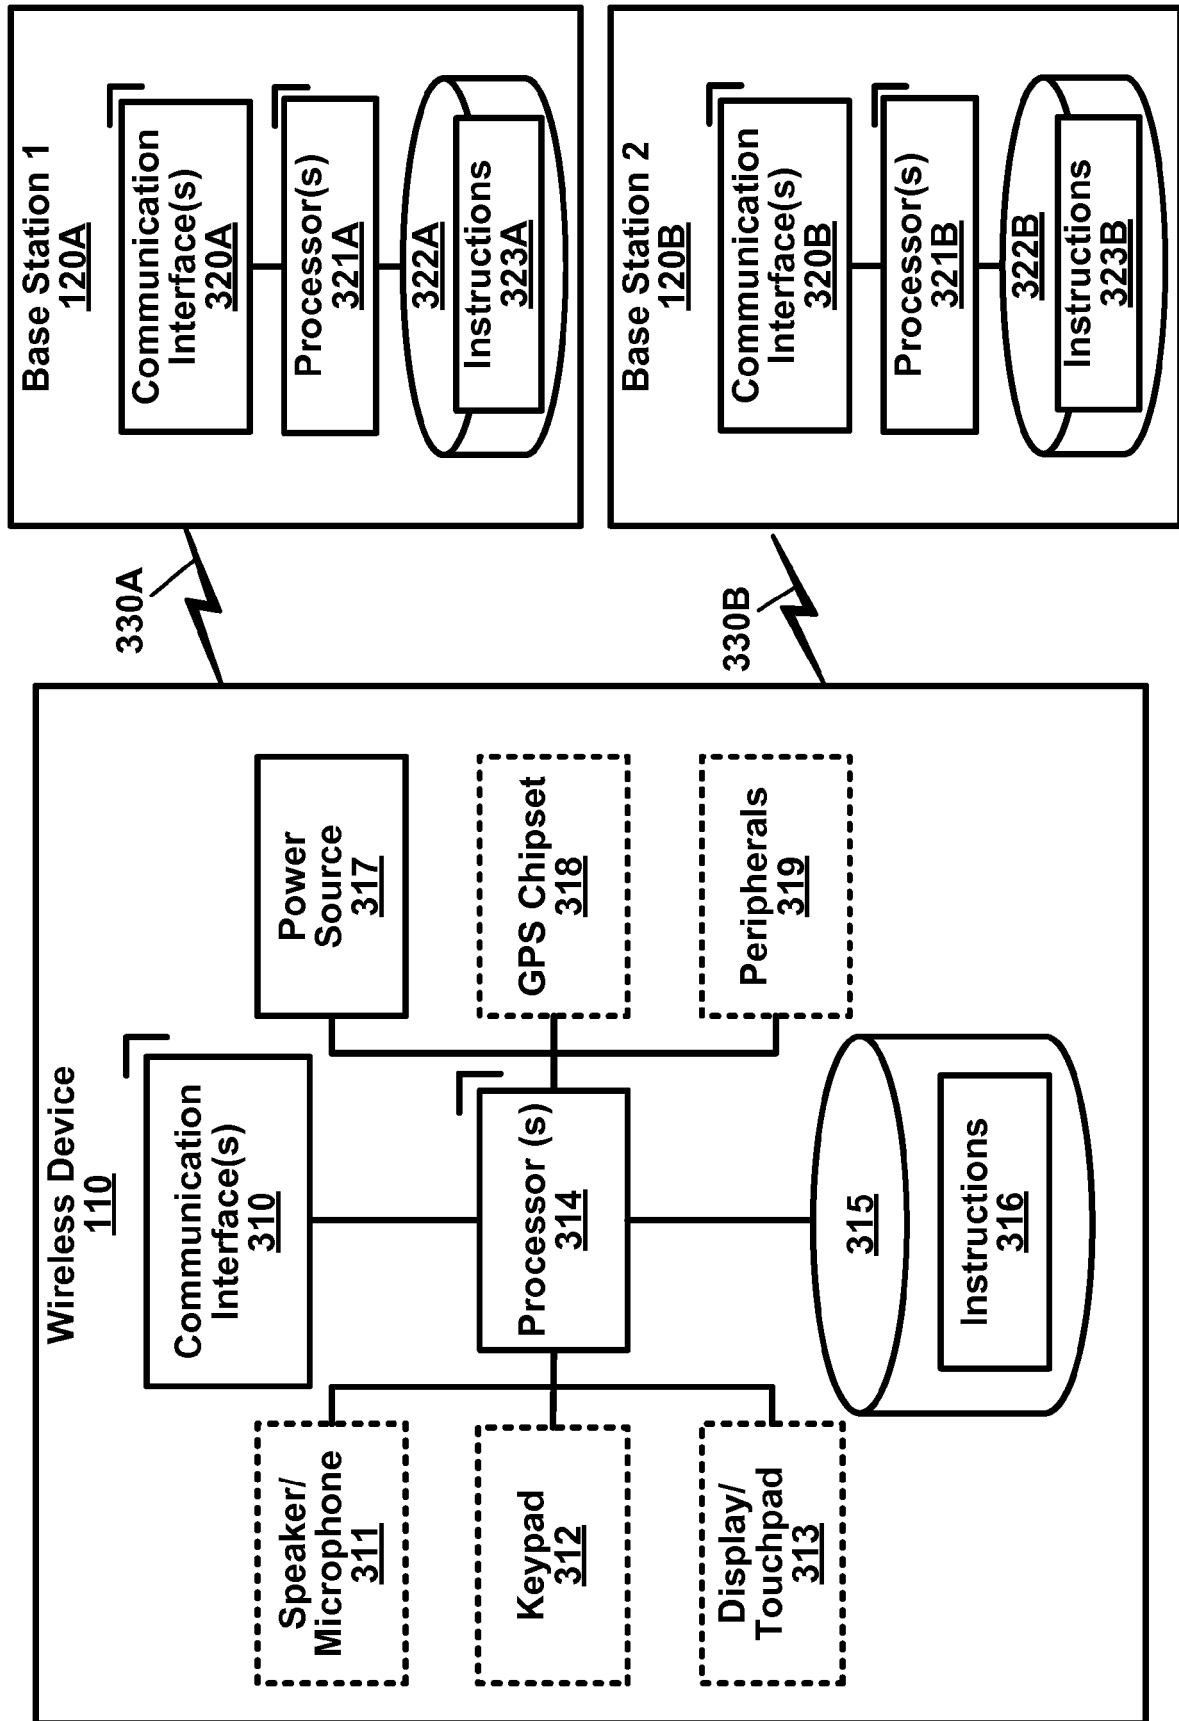 Wireless Device
110
Communication
Interface(s)
310
Speaker/
Microphone
311
Power
Source
317
Keypad
312
Processor (s)
314
GPS Chipset
318
Display/
Touchpad
313
Peripherals
319
315
Instructions
316
330A
330B
Base Station 1
120A
Communication
Interface(s)
320A
Processor(s)
321A
322A
Instructions
323A
Base Station 2
120B
Communication
Interface(s)
320B
Processor(s)
321B
322B
Instructions
323B